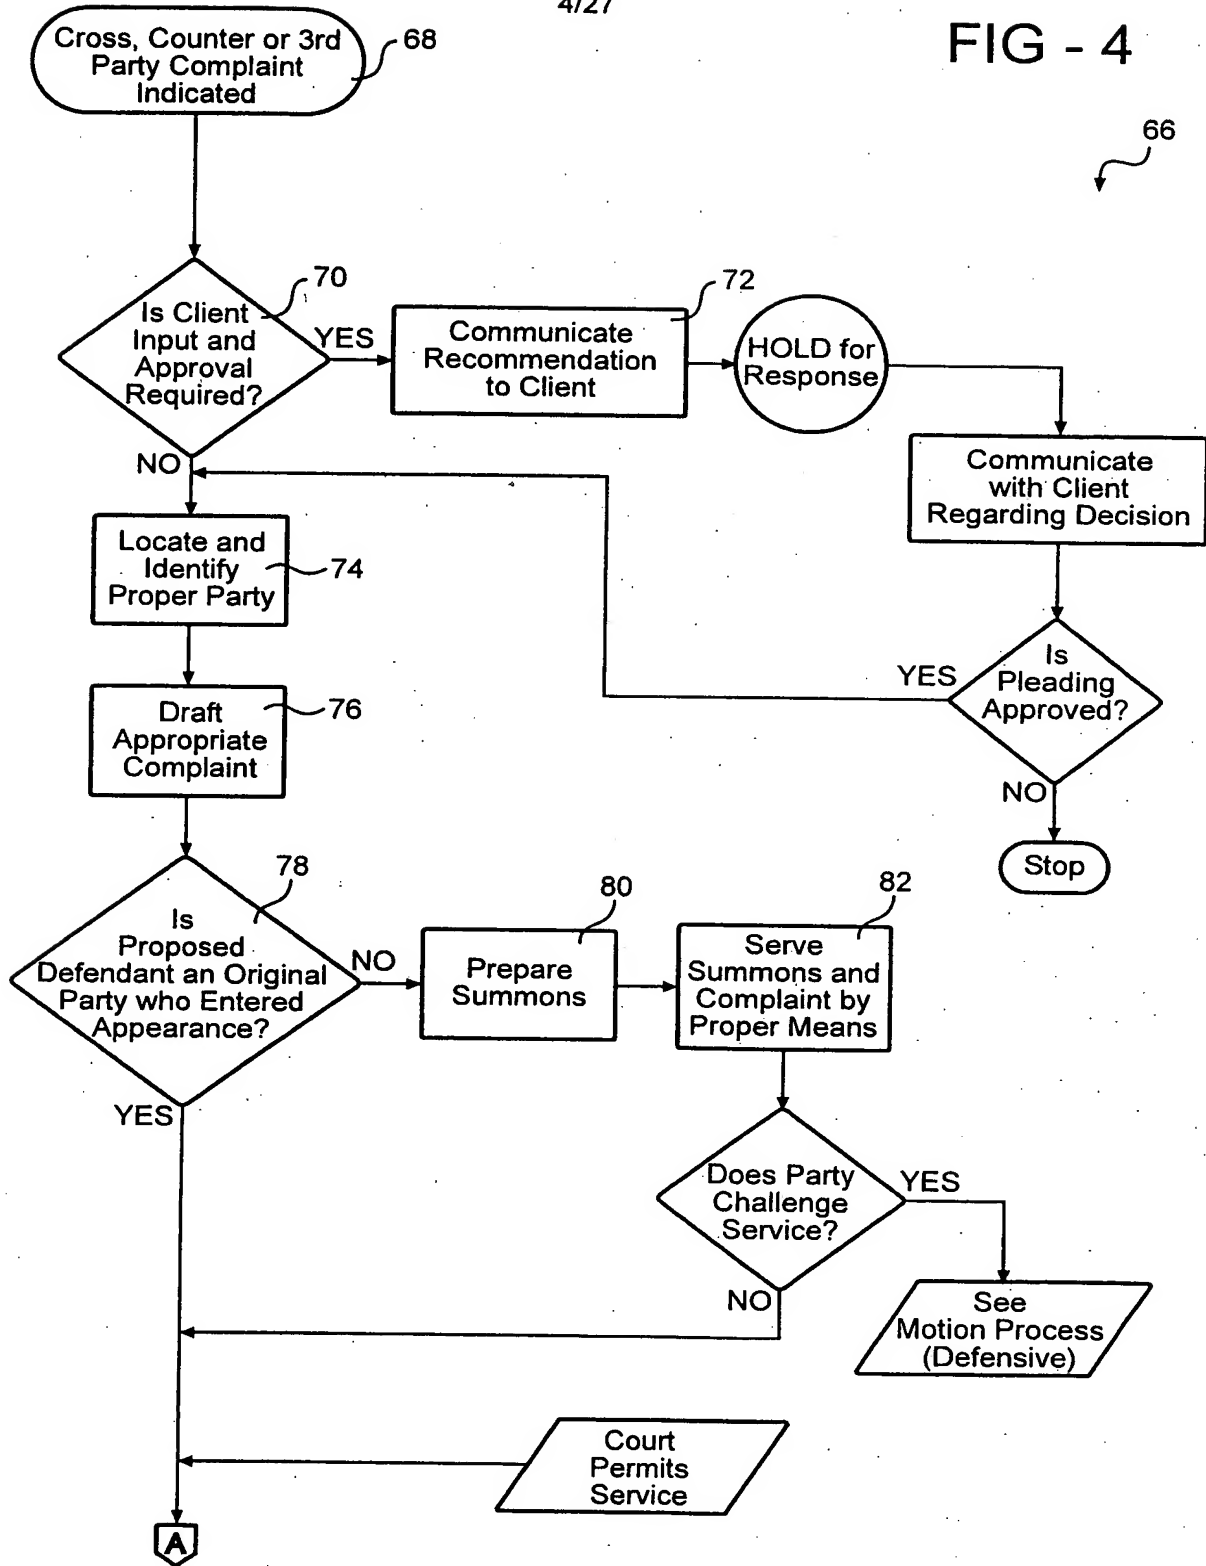 4/27
FIG - 4
Cross, Counter or 3rd
Party Complaint
Indicated
68
66
70
Is Client
Input and
Approval
Required?
YES
72
Communicate
Recommendation
to Client
HOLD for
Response
NO
Communicate
with Client
Regarding Decision
Locate and
Identify
Proper Party
74
Is
Pleading
Approved?
YES
NO
Stop
Draft
Appropriate
Complaint
76
78
Is
Proposed
Defendant an Original
Party who Entered
Appearance?
NO
YES
80
Prepare
Summons
82
Serve
Summons and
Complaint by
Proper Means
Does Party
Challenge
Service?
YES
NO
See
Motion Process
(Defensive)
Court
Permits
Service
A